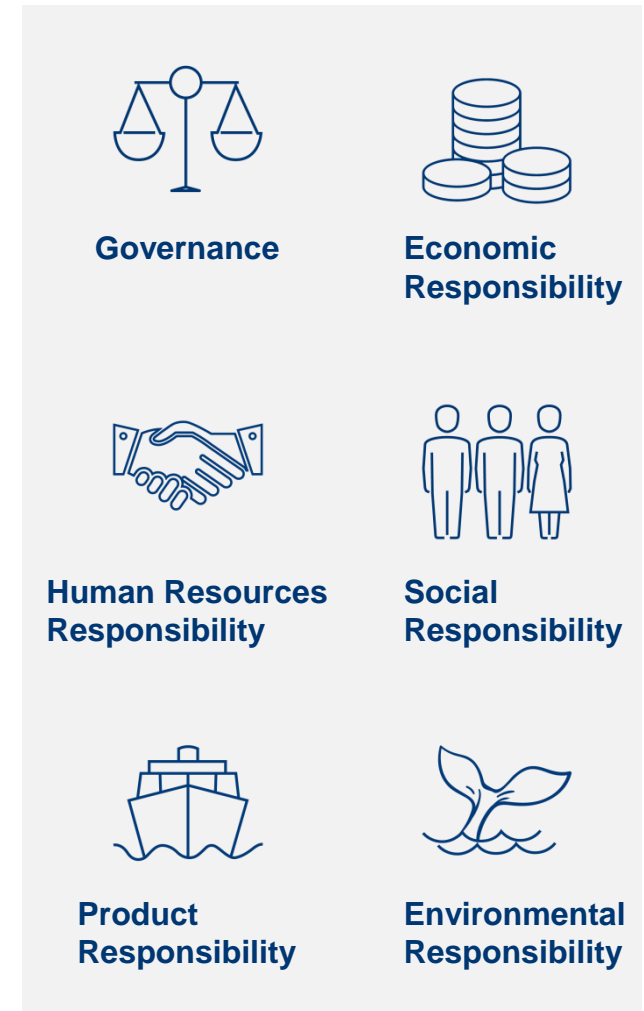 Governance
Economic
Responsibility
Human Resources
Responsibility
Social
Responsibility
Product
Responsibility
Environmental
Responsibility